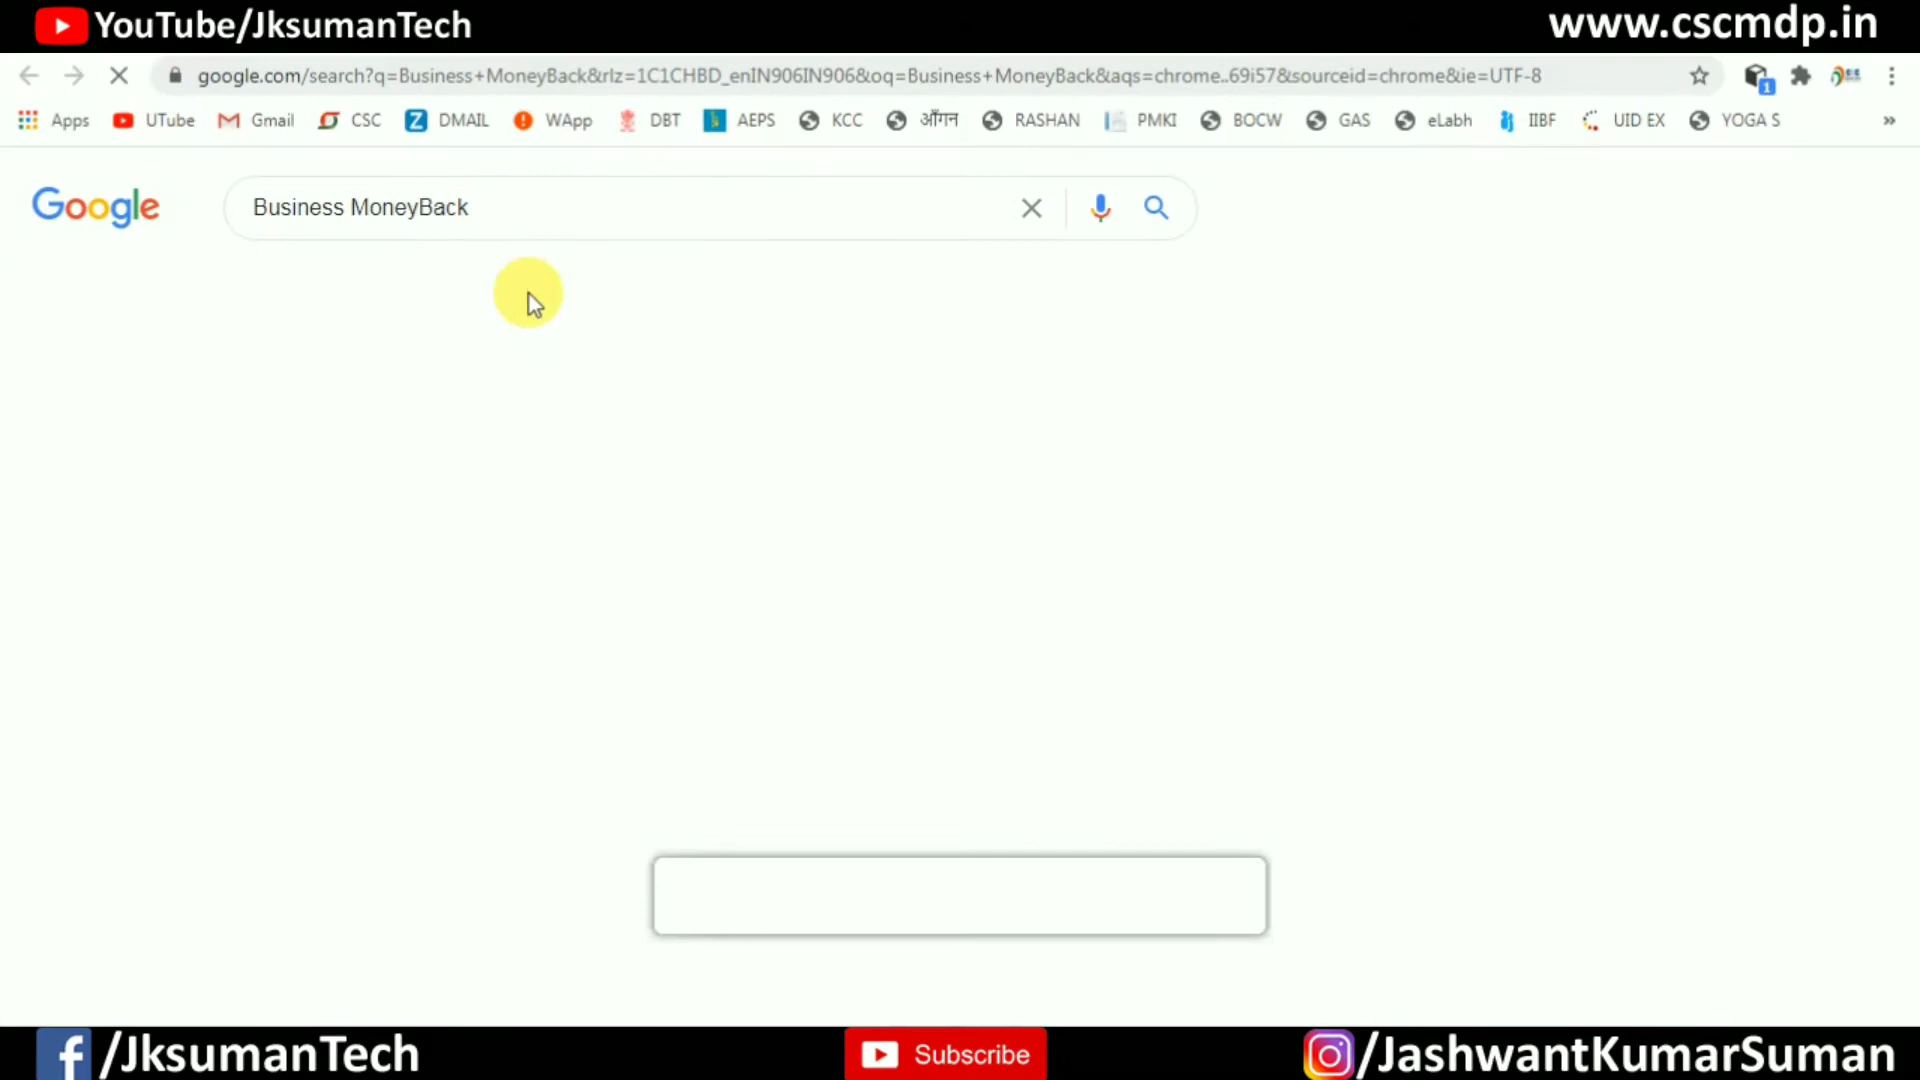 YouTube/JksumanTech
www.cscmdp.in
google.com/search?q=Business+MoneyBack&rlz=1C1CHBD_enIN906IN906&oq=Business+MoneyBack&aqs=chrome..69i57&sourceid=chrome&ie=UTF-8
1
Apps UTube Gmail CSC DMAIL WApp DBT AEPS KCC आँगन RASHAN PMKI BOCW GAS eLabh IIBF UID EX YOGA S »
Google
Business MoneyBack
/JksumanTech
Subscribe
/JashwantKumarSuman